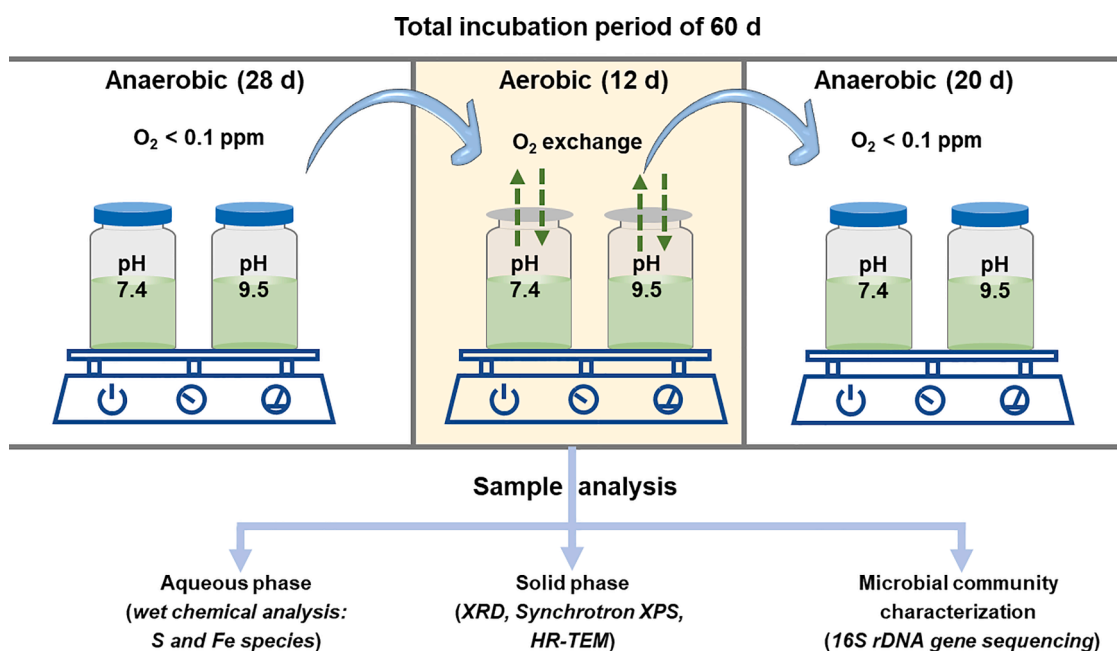 Total incubation period of 60 d
Anaerobic (28 d)
Aerobic (12 d)
Anaerobic (20 d)
O₂ < 0.1 ppm
O₂ exchange
O₂ < 0.1 ppm
pH
7.4
pH
9.5
pH
7.4
pH
9.5
pH
7.4
pH
9.5
Sample analysis
Aqueous phase
(wet chemical analysis:
S and Fe species)
Solid phase
(XRD, Synchrotron XPS,
HR-TEM)
Microbial community
characterization
(16S rDNA gene sequencing)